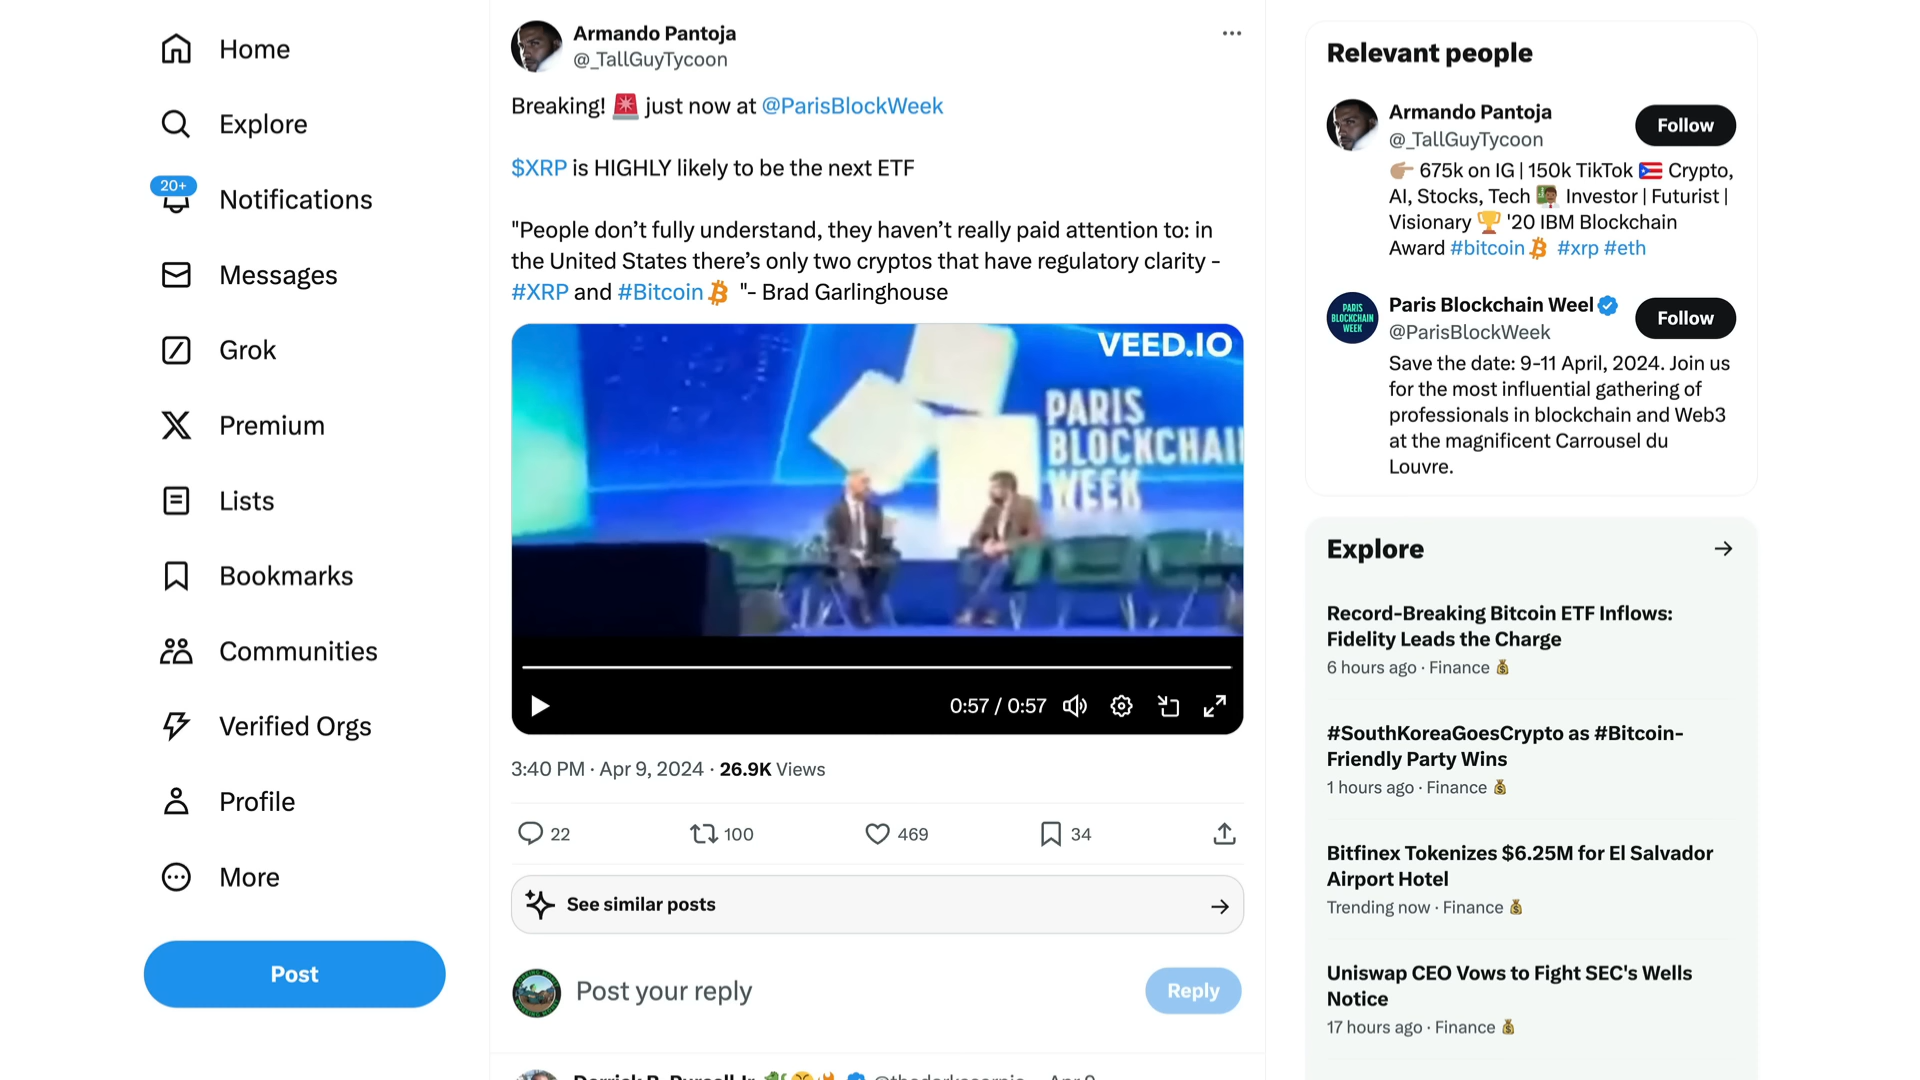 Home
Explore
20+
Notifications
Messages
Grok
Premium
Lists
Bookmarks
Communities
Verified Orgs
Profile
More
Post
Armando Pantoja
@_TallGuyTycoon
Breaking! 🚨 just now at @ParisBlockWeek
$XRP is HIGHLY likely to be the next ETF
"People don’t fully understand, they haven’t really paid attention to: in
the United States there’s only two cryptos that have regulatory clarity -
#XRP and #Bitcoin "- Brad Garlinghouse
VEED.IO
PARIS
BLOCKCHAIN
WEEK
0:57 / 0:57
3:40 PM · Apr 9, 2024 · 26.9K Views
22
100
469
34
See similar posts
Post your reply
Reply
Relevant people
Armando Pantoja
@_TallGuyTycoon
Follow
👉🏽 675k on IG | 150k TikTok 🇵🇷 Crypto,
AI, Stocks, Tech 👨🏾‍🏫 Investor | Futurist |
Visionary 🏆 '20 IBM Blockchain
Award #bitcoin #xrp #eth
PARIS
BLOCKCHAIN
WEEK
Paris Blockchain Weel
@ParisBlockWeek
Follow
Save the date: 9-11 April, 2024. Join us
for the most influential gathering of
professionals in blockchain and Web3
at the magnificent Carrousel du
Louvre.
Explore
Record-Breaking Bitcoin ETF Inflows:
Fidelity Leads the Charge
6 hours ago · Finance 💰
#SouthKoreaGoesCrypto as #Bitcoin-
Friendly Party Wins
1 hours ago · Finance 💰
Bitfinex Tokenizes $6.25M for El Salvador
Airport Hotel
Trending now · Finance 💰
Uniswap CEO Vows to Fight SEC's Wells
Notice
17 hours ago · Finance 💰